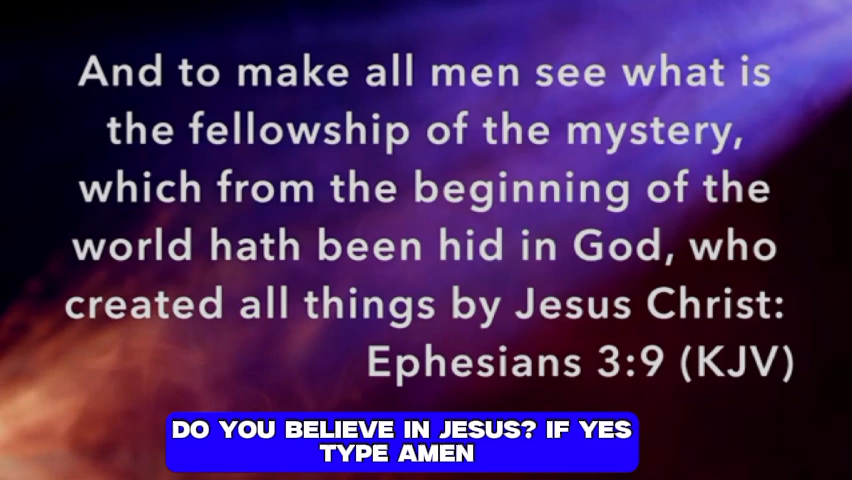 And to make all men see what is
the fellowship of the mystery,
which from the beginning of the
world hath been hid in God, who
created all things by Jesus Christ:
Ephesians 3:9 (KJV)
DO YOU BELIEVE IN JESUS? IF YES
TYPE AMEN